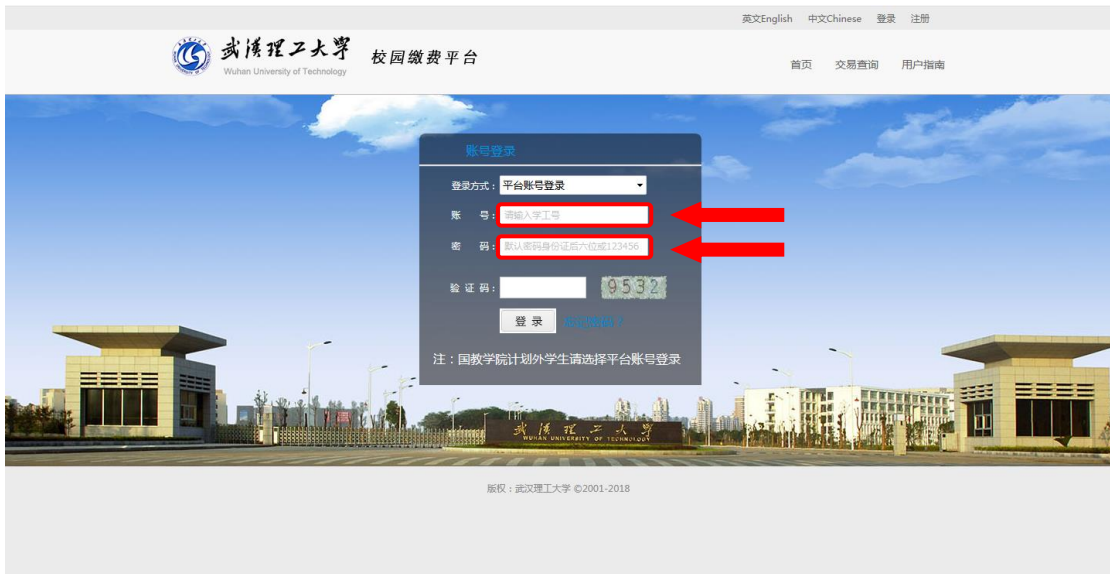 英文English 中文Chinese 登录 注册
武漢理工大學
Wuhan University of Technology
校园缴费平台
首页 交易查询 用户指南
账号登录
登录方式： 平台账号登录
账 号： 请输入学工号
密 码： 默认密码身份证后六位或123456
验 证 码： 9532
登 录 忘记密码？
注：国教学院计划外学生请选择平台账号登录
武漢理工大學
WUHAN UNIVERSITY OF TECHNOLOGY
版权：武汉理工大学 ©2001-2018